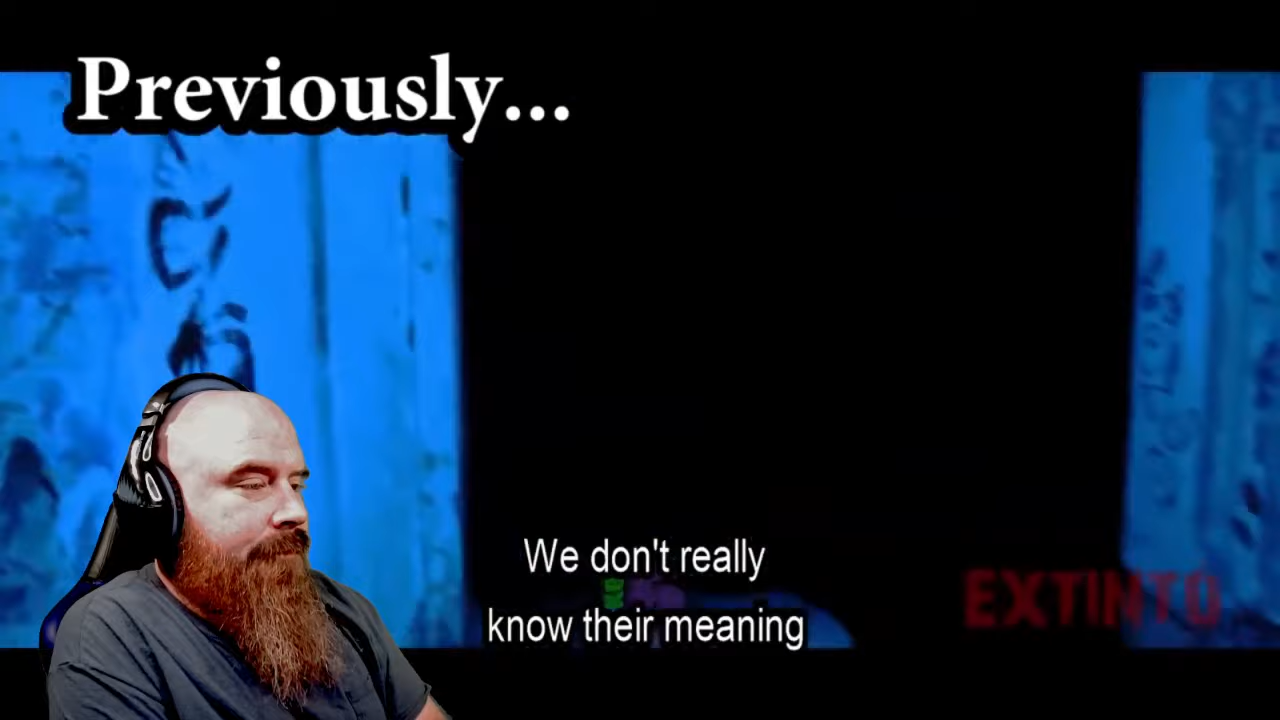 Previously...
We don't really
know their meaning
EXTINTO